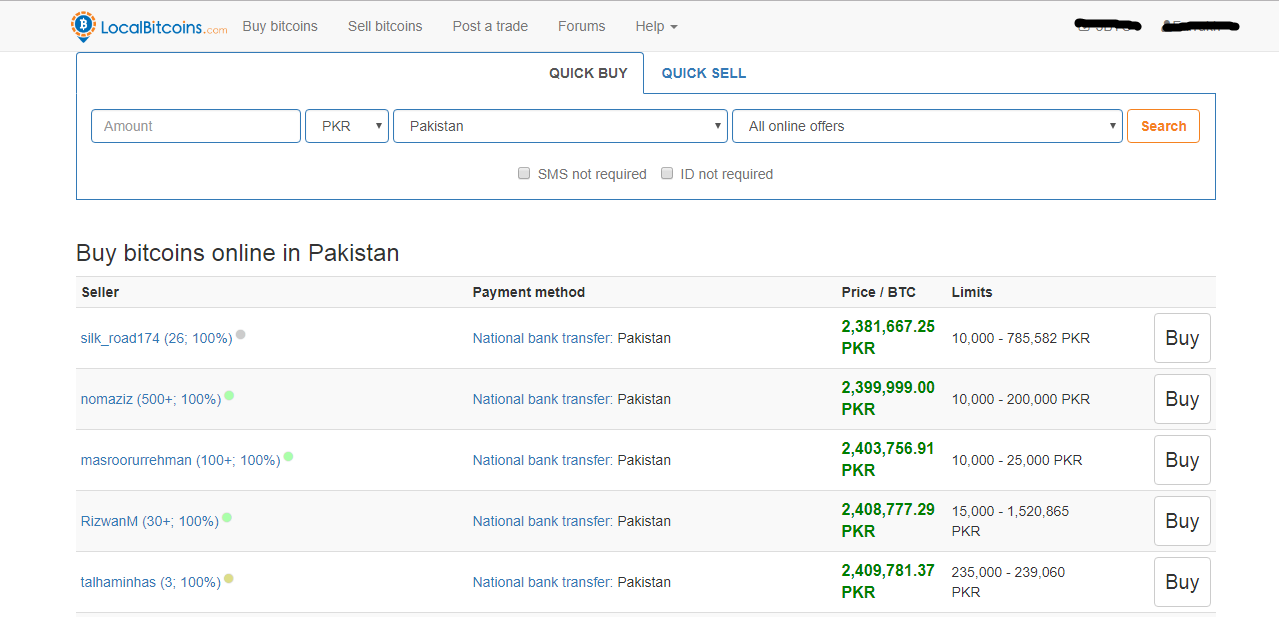 LocalBitcoins.com Buy bitcoins Sell bitcoins Post a trade Forums Help
QUICK BUY QUICK SELL
Amount PKR Pakistan All online offers Search
SMS not required ID not required
Buy bitcoins online in Pakistan
Seller Payment method Price / BTC Limits
silk_road174 (26; 100%) National bank transfer: Pakistan 2,381,667.25 PKR 10,000 - 785,582 PKR Buy
nomaziz (500+; 100%) National bank transfer: Pakistan 2,399,999.00 PKR 10,000 - 200,000 PKR Buy
masroorurrehman (100+; 100%) National bank transfer: Pakistan 2,403,756.91 PKR 10,000 - 25,000 PKR Buy
RizwanM (30+; 100%) National bank transfer: Pakistan 2,408,777.29 PKR 15,000 - 1,520,865 PKR Buy
talhaminhas (3; 100%) National bank transfer: Pakistan 2,409,781.37 PKR 235,000 - 239,060 PKR Buy